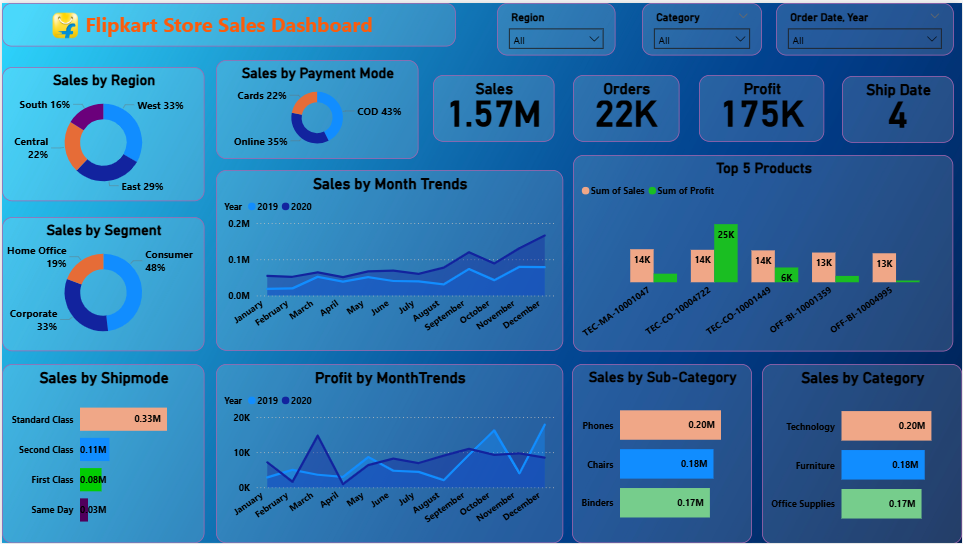 Flipkart Store Sales Dashboard
Region
All
Category
All
Order Date, Year
All
Sales by Region
South 16%
West 33%
Central
22%
East 29%
Sales by Payment Mode
Cards 22%
COD 43%
Online 35%
Sales
1.57M
Orders
22K
Profit
175K
Ship Date
4
Sales by Segment
Home Office
19%
Consumer
48%
Corporate
33%
Sales by Month Trends
Year 2019 2020
0.2M
0.1M
0.0M
January
February
March
April
May
June
July
August
September
October
November
December
Top 5 Products
Sum of Sales Sum of Profit
14K
14K
25K
14K
6K
13K
13K
TEC-MA-10001047
TEC-CO-10004722
TEC-CO-10001449
OFF-BI-10001359
OFF-BI-10004995
Sales by Shipmode
Standard Class 0.33M
Second Class 0.11M
First Class 0.08M
Same Day 0.03M
Profit by MonthTrends
Year 2019 2020
20K
10K
0K
January
February
March
April
May
June
July
August
September
October
November
December
Sales by Sub-Category
Phones 0.20M
Chairs 0.18M
Binders 0.17M
Sales by Category
Technology 0.20M
Furniture 0.18M
Office Supplies 0.17M